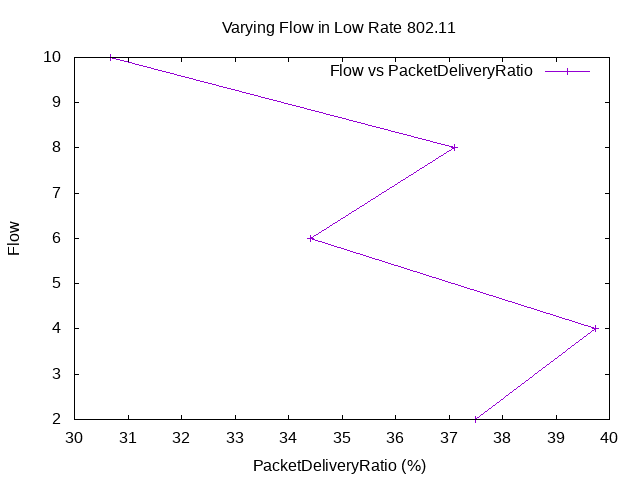 Varying Flow in Low Rate 802.11
Flow vs PacketDeliveryRatio
10
9
8
7
6
5
4
3
2
Flow
30 31 32 33 34 35 36 37 38 39 40
PacketDeliveryRatio (%)